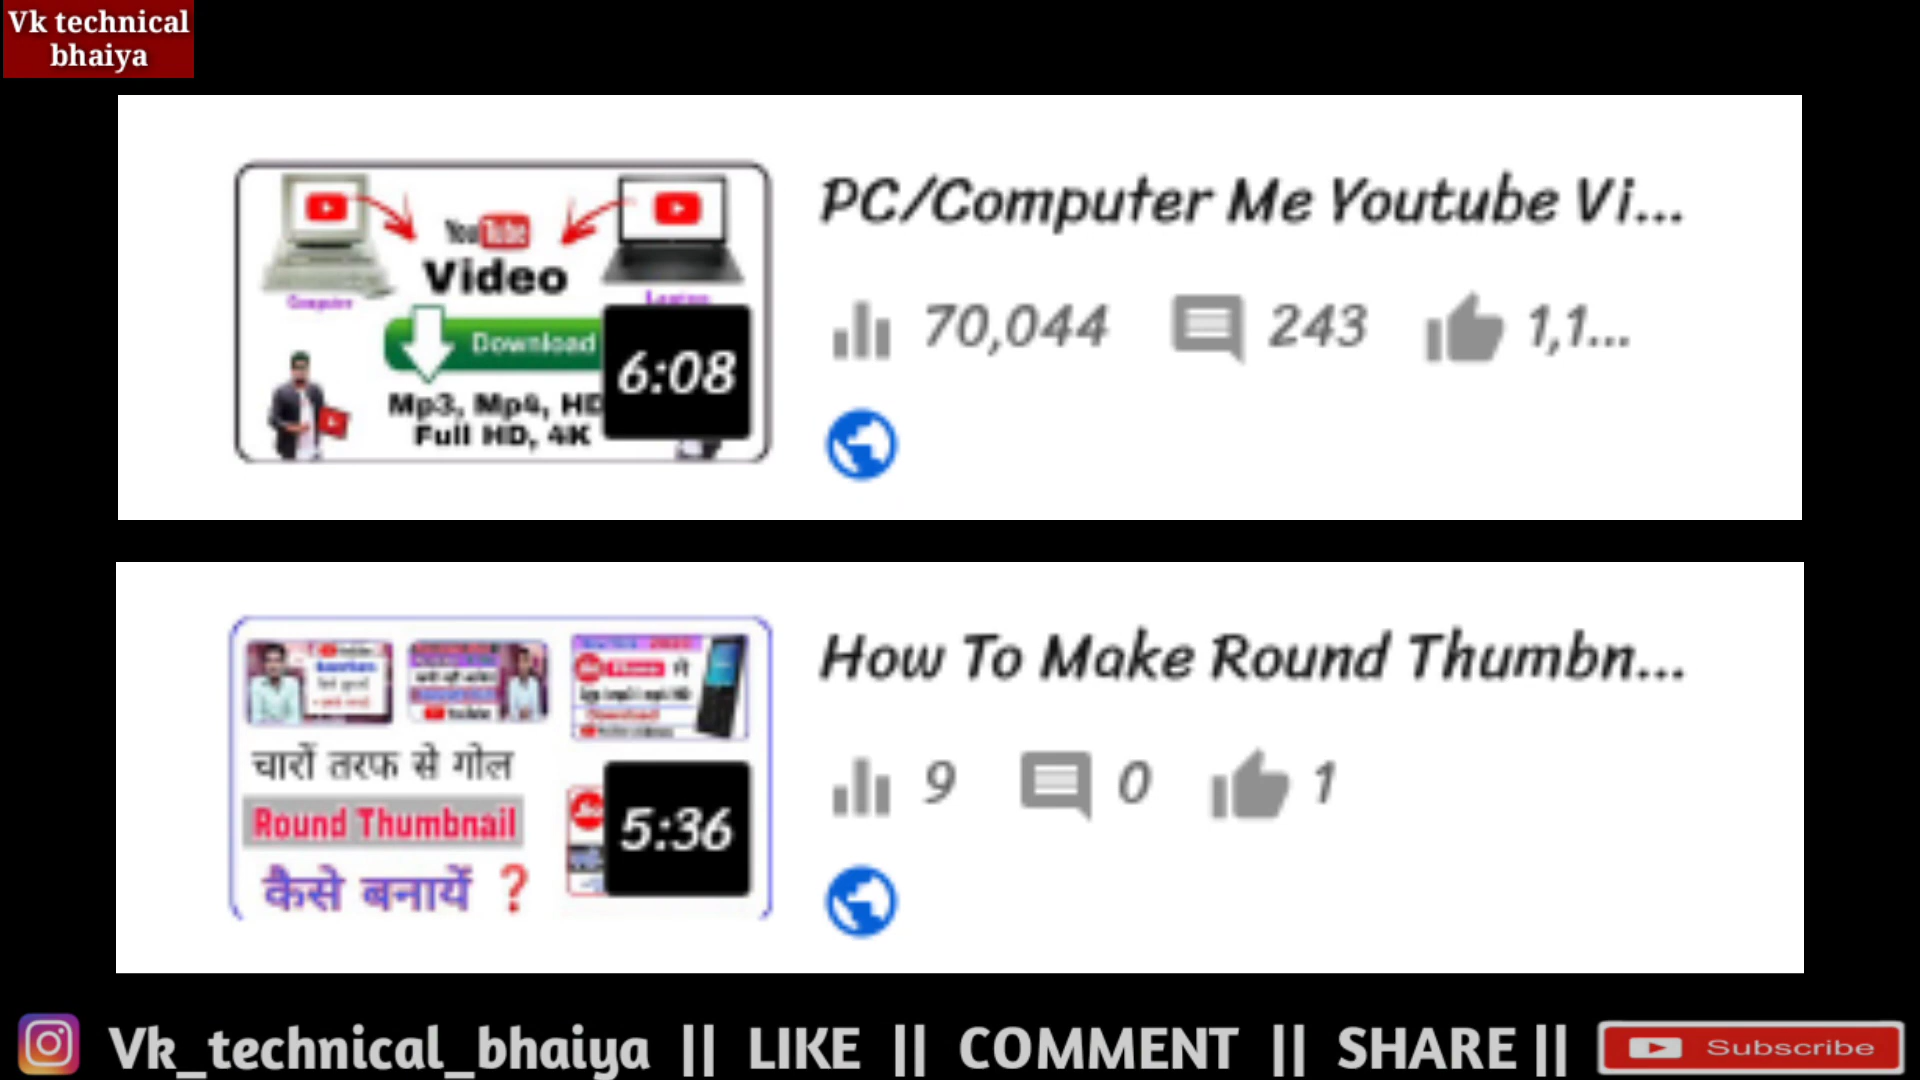 Vk technical
bhaiya
YouTube
Video
Computer
Download
Mp3, Mp4, HD
Full HD, 4K
6:08
PC/Computer Me Youtube Vi...
70,044 243 1,1...
चारों तरफ से गोल
Round Thumbnail
कैसे बनायें ?
5:36
How To Make Round Thumbn...
9 0 1
Vk_technical_bhaiya || LIKE || COMMENT || SHARE || Subscribe